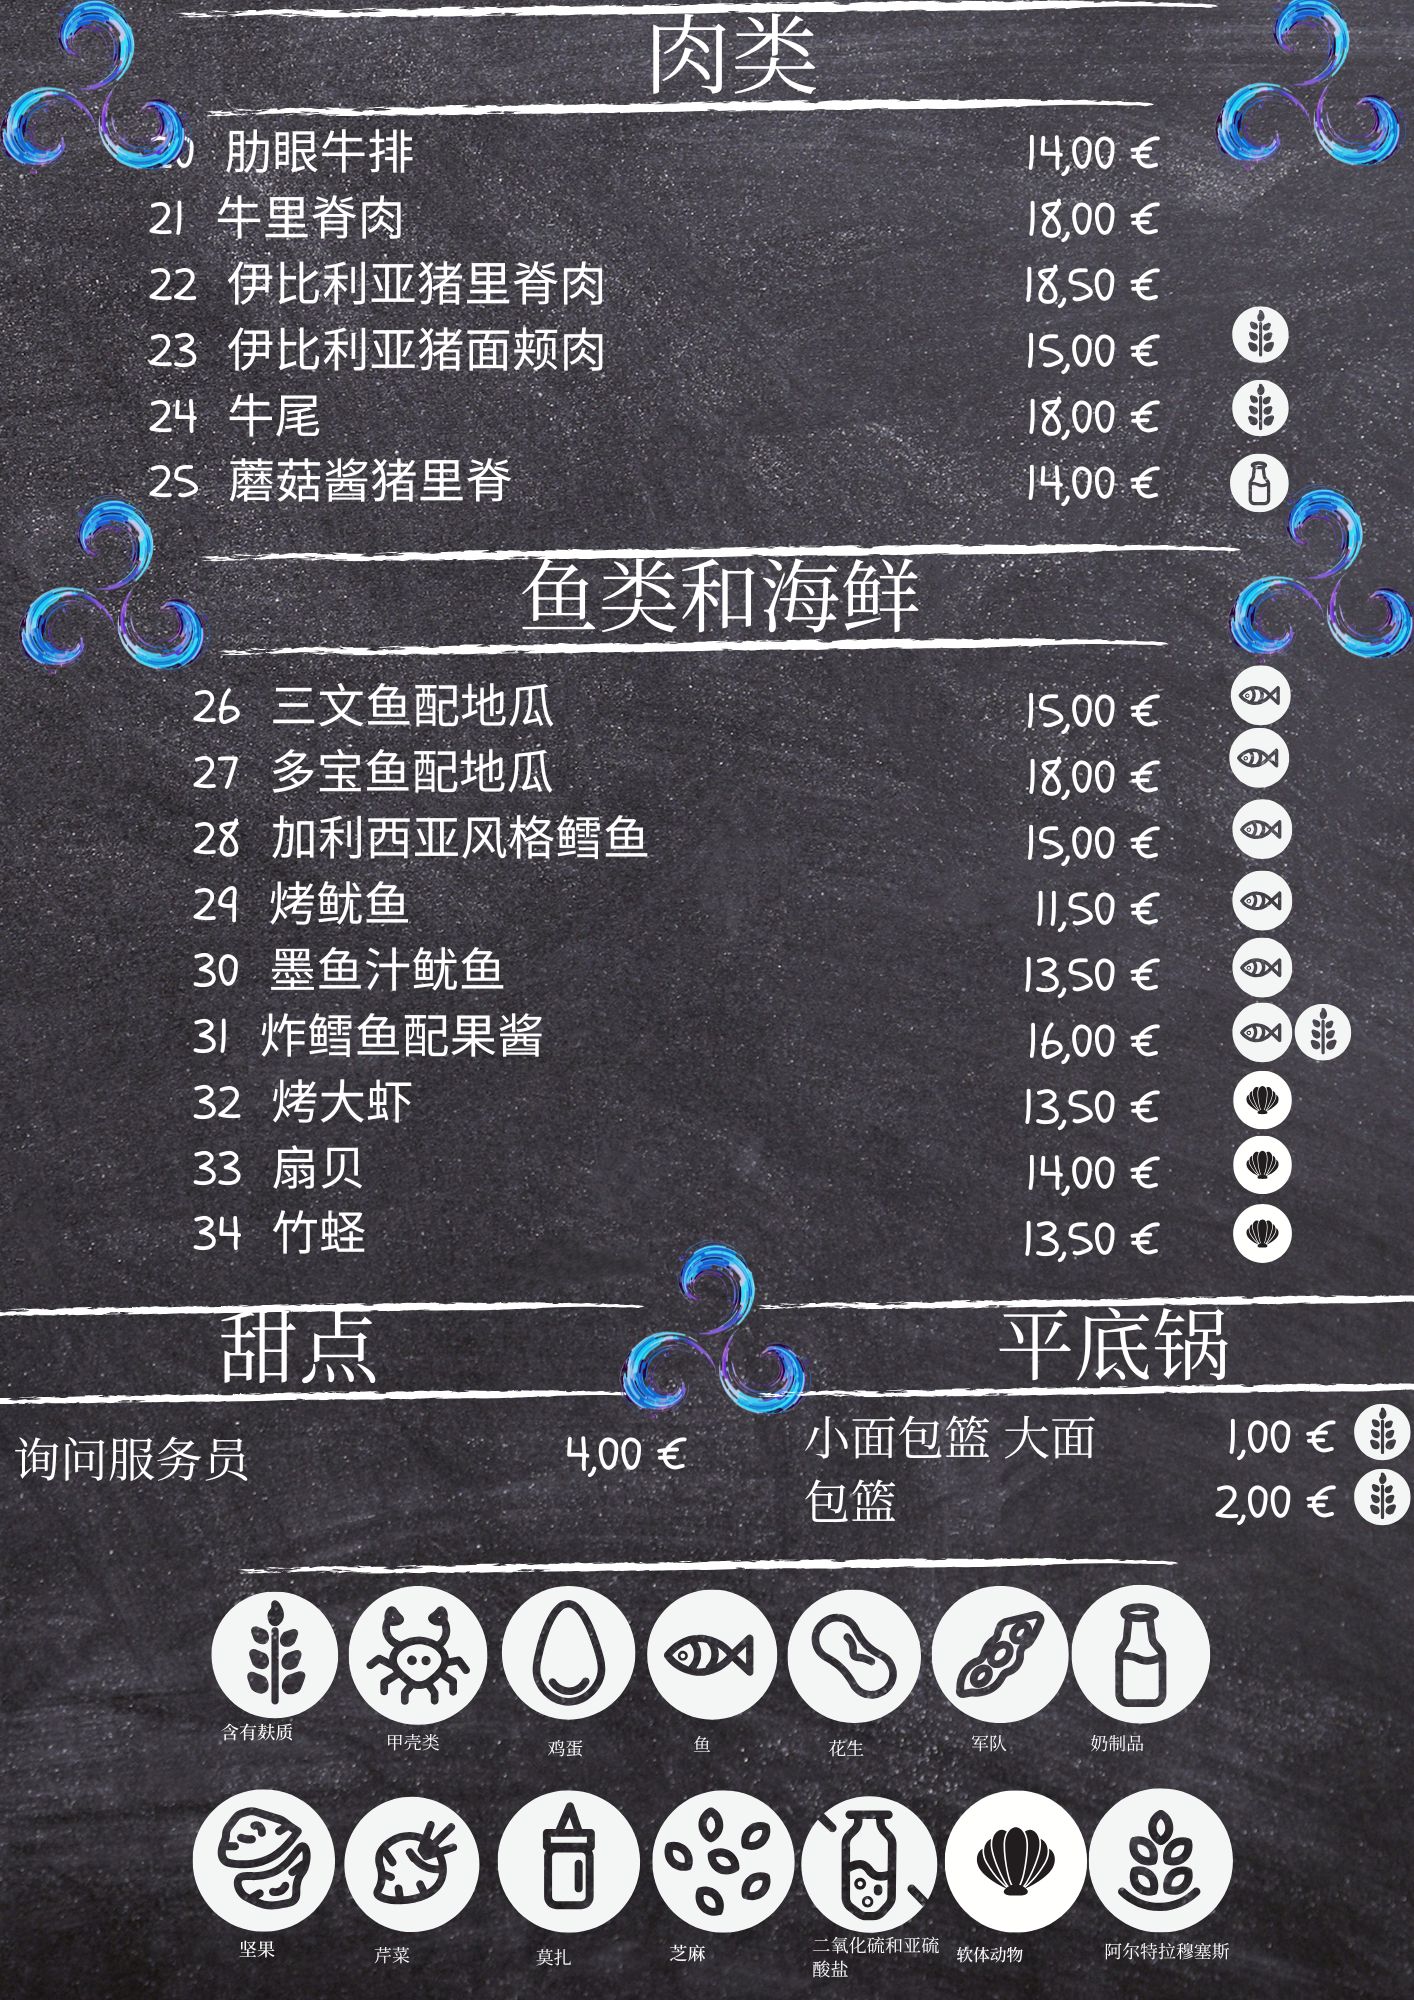 肉类
20 肋眼牛排 14,00 €
21 牛里脊肉 18,00 €
22 伊比利亚猪里脊肉 18,50 €
23 伊比利亚猪面颊肉 15,00 €
24 牛尾 18,00 €
25 蘑菇酱猪里脊 14,00 €
鱼类和海鲜
26 三文鱼配地瓜 15,00 €
27 多宝鱼配地瓜 18,00 €
28 加利西亚风格鳕鱼 15,00 €
29 烤鱿鱼 11,50 €
30 墨鱼汁鱿鱼 13,50 €
31 炸鳕鱼配果酱 16,00 €
32 烤大虾 13,50 €
33 扇贝 14,00 €
34 竹蛏 13,50 €
甜点
询问服务员 4,00 €
平底锅
小面包篮 大面 1,00 €
包篮 2,00 €
含有麸质
甲壳类
鸡蛋
鱼
花生
军队
奶制品
坚果
芹菜
莫扎
芝麻
二氧化硫和亚硫
酸盐
软体动物
阿尔特拉穆塞斯